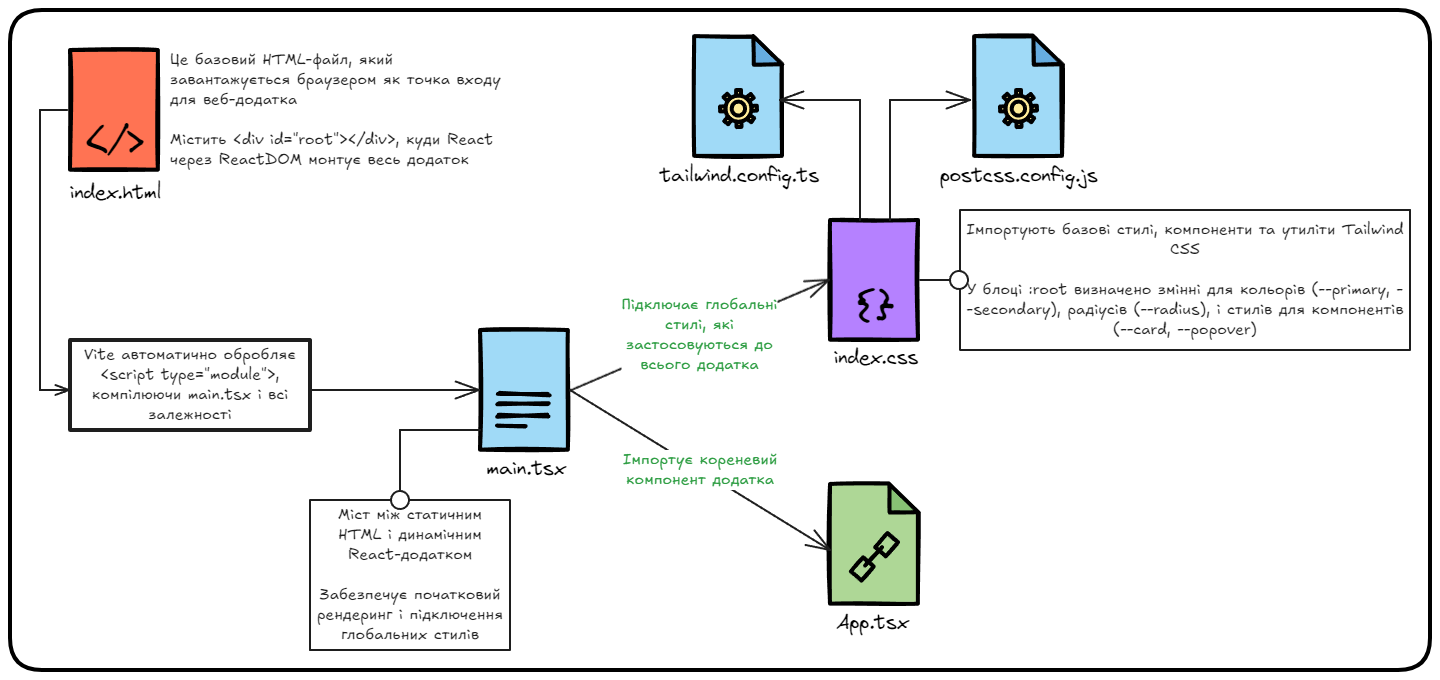 Це базовий HTML-файл, який
завантажується браузером як точка входу
для веб-додатка
Містить <div id="root"></div>, куди React
через ReactDOM монтує весь додаток
</>
index.html
tailwind.config.ts
postcss.config.js
Імпортують базові стилі, компоненти та утиліти Tailwind
CSS
У блоці :root визначено змінні для кольорів (--primary, -
-secondary), радіусів (--radius), і стилів для компонентів
(--card, --popover)
{}
index.css
Підключає глобальні
стилі, які
застосовуються до
всього додатка
Vite автоматично обробляє
<script type="module">,
компілюючи main.tsx і всі
залежності
main.tsx
Імпортує кореневий
компонент додатка
Міст між статичним
HTML і динамічним
React-додатком
Забезпечує початковий
рендеринг і підключення
глобальних стилів
App.tsx